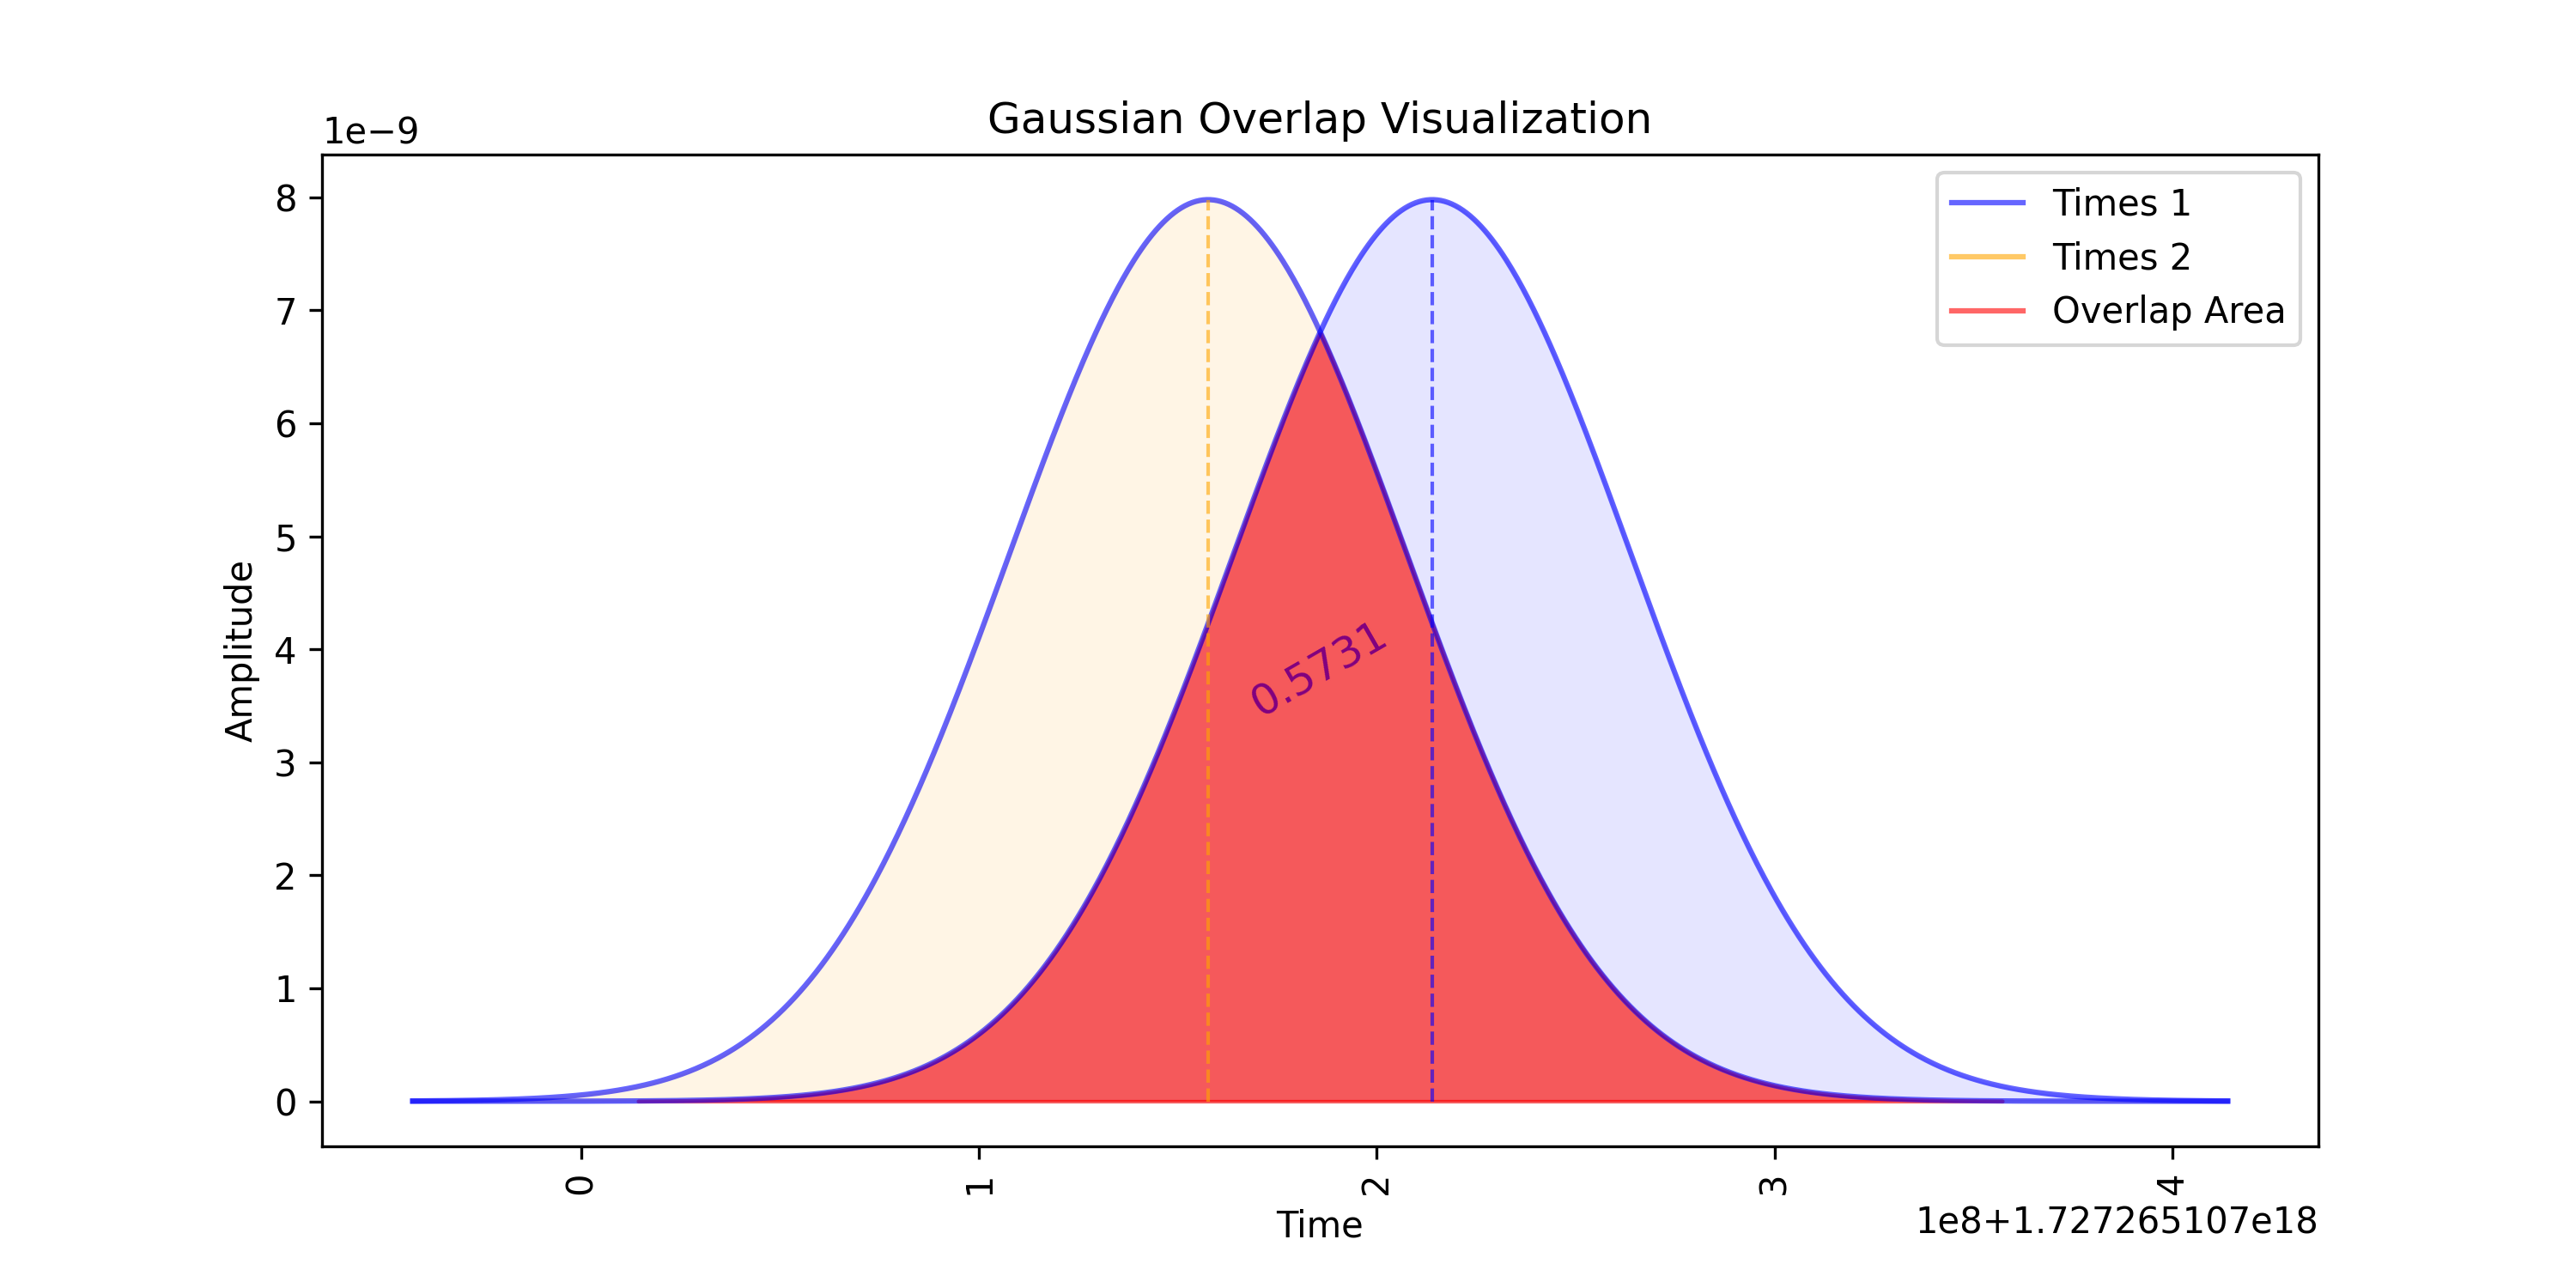 Gaussian Overlap Visualization
1e−9
8
7
6
5
4
3
2
1
0
Amplitude
Times 1
Times 2
Overlap Area
0.5731
0
1
2
3
4
Time
1e8+1.727265107e18